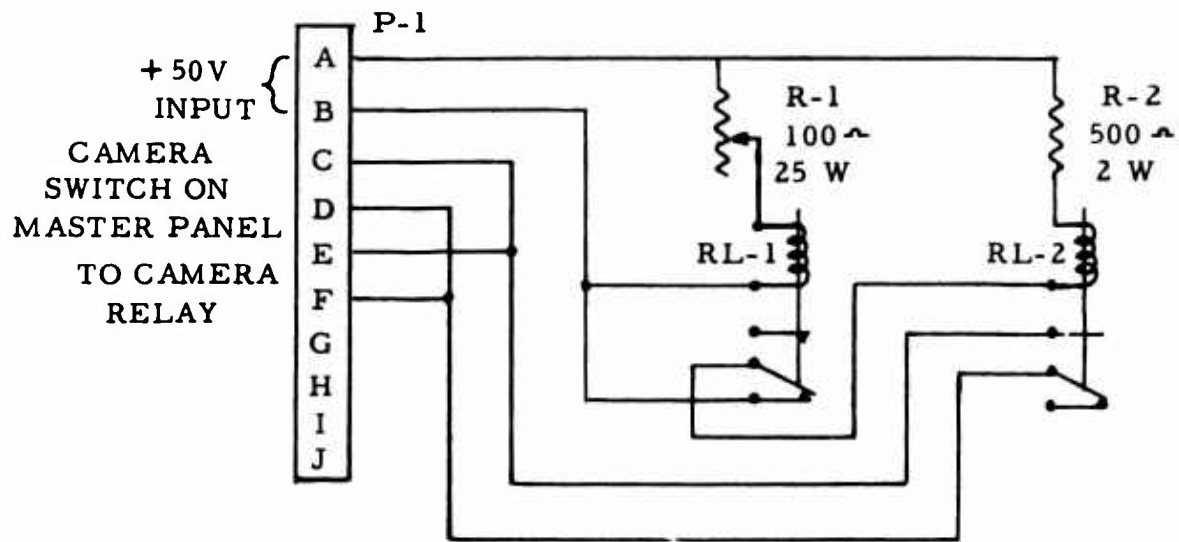 P-1
+ 50 V
INPUT
CAMERA
SWITCH ON
MASTER PANEL
TO CAMERA
RELAY
A
B
C
D
E
F
G
H
I
J
R-1
100 Ω
25 W
R-2
500 Ω
2 W
RL-1
RL-2